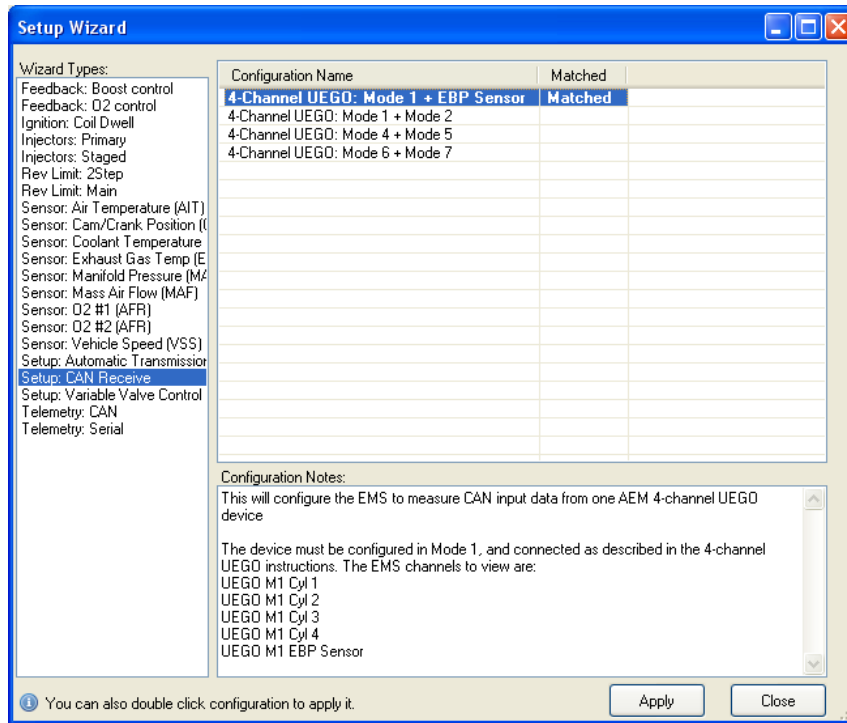 Setup Wizard
Wizard Types:
Feedback: Boost control
Feedback: O2 control
Ignition: Coil Dwell
Injectors: Primary
Injectors: Staged
Rev Limit: 2Step
Rev Limit: Main
Sensor: Air Temperature (AIT)
Sensor: Cam/Crank Position (
Sensor: Coolant Temperature
Sensor: Exhaust Gas Temp (E
Sensor: Manifold Pressure (MA
Sensor: Mass Air Flow (MAF)
Sensor: O2 #1 (AFR)
Sensor: O2 #2 (AFR)
Sensor: Vehicle Speed (VSS)
Setup: Automatic Transmission
Setup: CAN Receive
Setup: Variable Valve Control
Telemetry: CAN
Telemetry: Serial
Configuration Name Matched
4-Channel UEGO: Mode 1 + EBP Sensor Matched
4-Channel UEGO: Mode 1 + Mode 2
4-Channel UEGO: Mode 4 + Mode 5
4-Channel UEGO: Mode 6 + Mode 7
Configuration Notes:
This will configure the EMS to measure CAN input data from one AEM 4-channel UEGO
device
The device must be configured in Mode 1, and connected as described in the 4-channel
UEGO instructions. The EMS channels to view are:
UEGO M1 Cyl 1
UEGO M1 Cyl 2
UEGO M1 Cyl 3
UEGO M1 Cyl 4
UEGO M1 EBP Sensor
You can also double click configuration to apply it.
Apply
Close